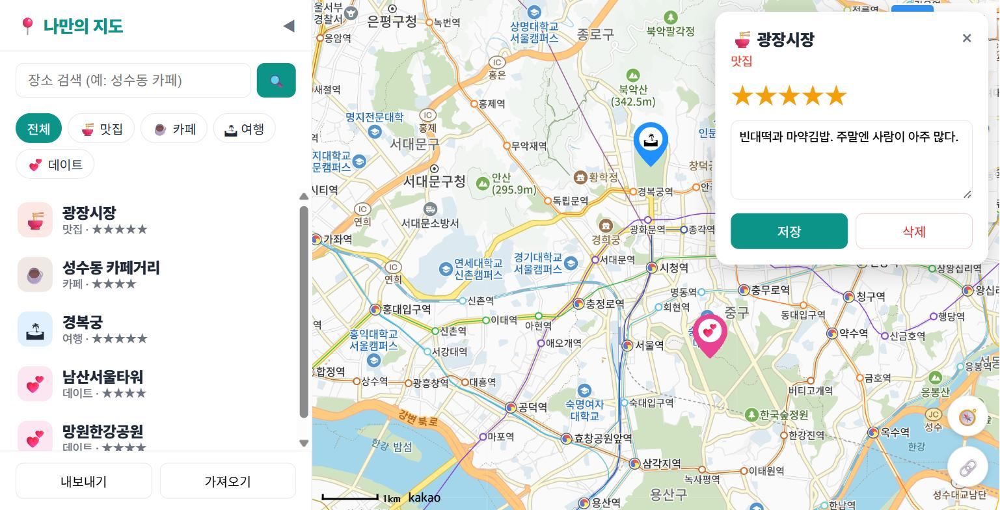 나만의 지도
◀
장소 검색 (예: 성수동 카페)
전체
맛집
카페
여행
데이트
광장시장
맛집 · ★★★★★
성수동 카페거리
카페 · ★★★★
경복궁
여행 · ★★★★★
남산서울타워
데이트 · ★★★★
망원한강공원
데이트 · ★★★★
내보내기
가져오기
광장시장
✕
맛집
★★★★★
빈대떡과 마약김밥. 주말엔 사람이 아주 많다.
저장
삭제
울서부
경찰서
은평구청
녹번역
응암역
상명대학교
서울캠퍼스
종로구
북악팔각정
정릉역
IC
홍은
새절역
홍제역
북악산
(342.5m)
명지전문대학
IC
홍제
서대문구
무악재역
지대학교
문캠퍼스
서대문구청
안산
(295.9m)
황학정
창덕궁
경복궁역
시티역
독립문역
IC
연희
서대문소방서
광화문역
종각역
경희궁
가좌역
연세대학교
신촌캠퍼스
경기대학교
서울캠퍼스
서대문역
시청역
IC
연희
상왕십리역
신촌역
충정로역
명동역
충무로역
청구역
홍대입구역
회현역
중구
동대입구역
행당역
이대역
아현역
신촌역
홍익대학교
서울캠퍼스
애오개역
서울역
약수역
신금호역
서강대역
합정역
응봉역
상수역
광흥창역
대흥역
숙명여자
대학교
숙대입구역
버티고개역
금호역
응봉산
공덕역
강변북로
한국숲정원
JC
성수
마포역
효창공원앞역
한강진역
옥수역
한강 밤섬
한강
삼각지역
녹사평역
이태원역
용산구
성수대교남단
용산역
한남역
1km
kakao